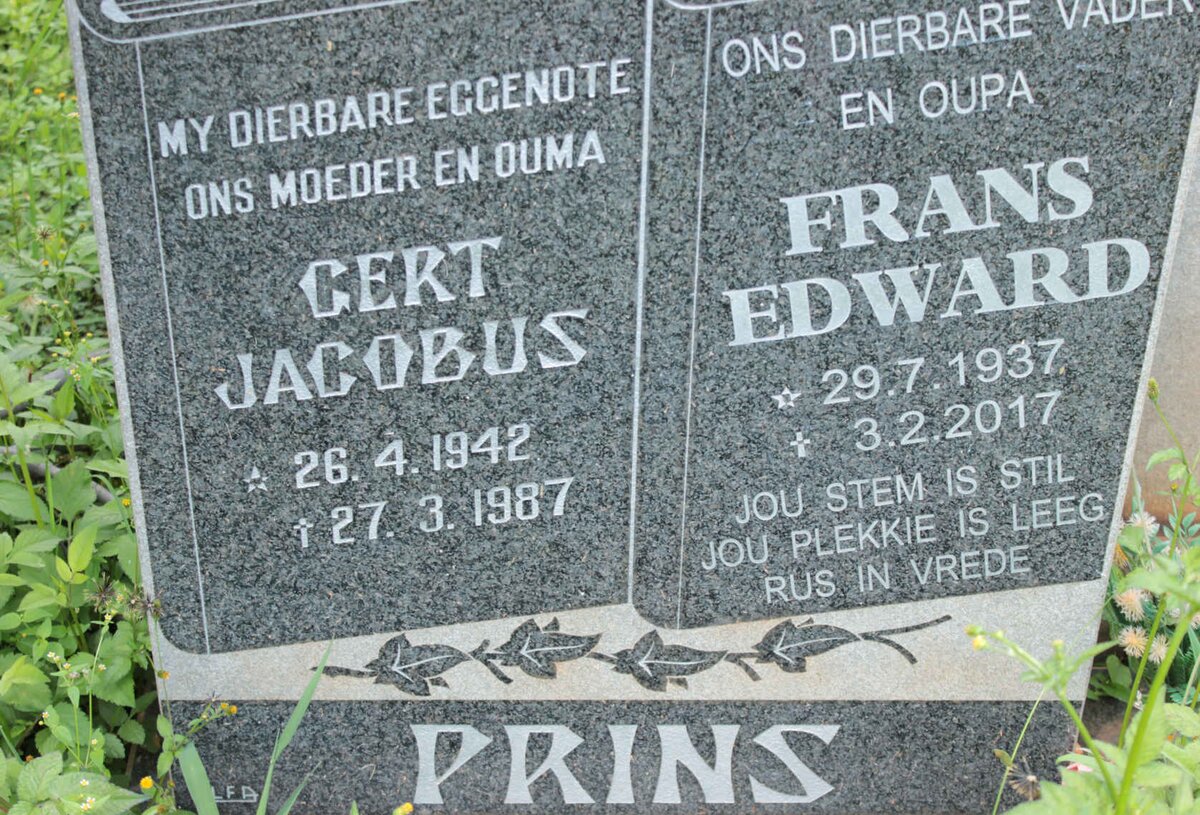 MY DIERBARE EGGENOTE
ONS MOEDER EN OUMA
GERT
JACOBUS
☆ 26.4.1942
† 27.3.1987
ONS DIERBARE VADER
EN OUPA
FRANS
EDWARD
☆ 29.7.1937
† 3.2.2017
JOU STEM IS STIL
JOU PLEKKIE IS LEEG
RUS IN VREDE
PRINS